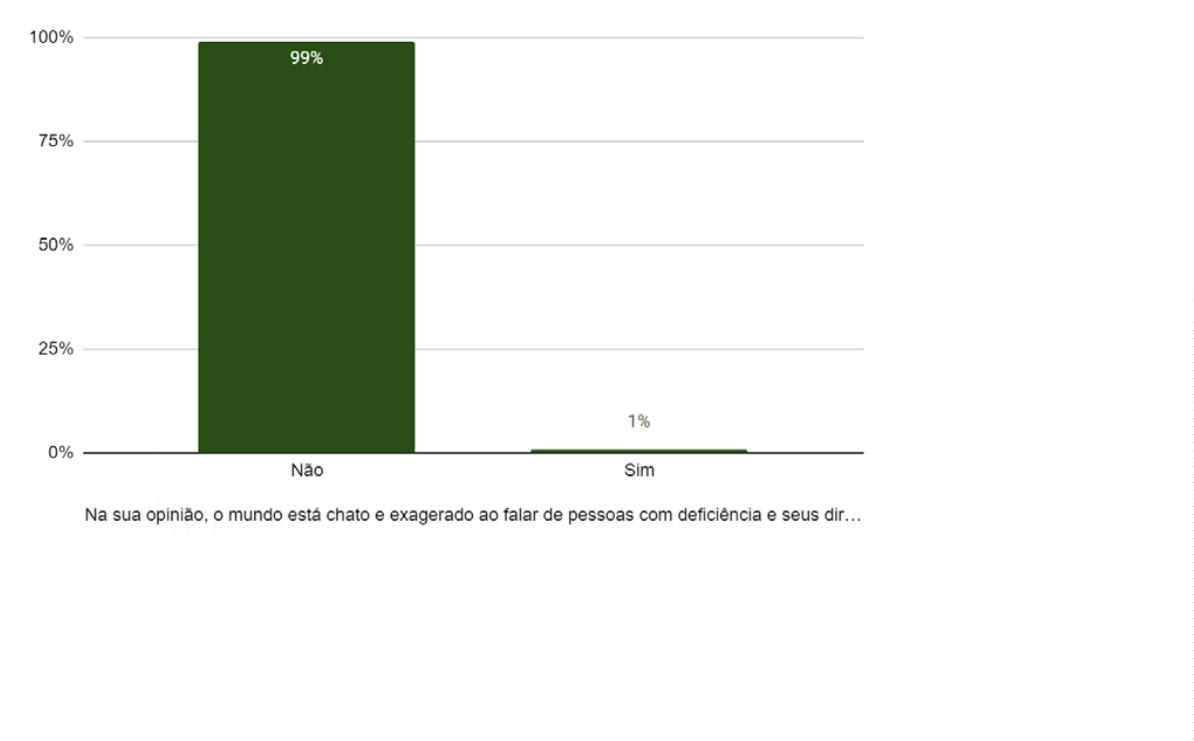 100%
99%
75%
50%
25%
1%
0%
Não
Sim
Na sua opinião, o mundo está chato e exagerado ao falar de pessoas com deficiência e seus dir…